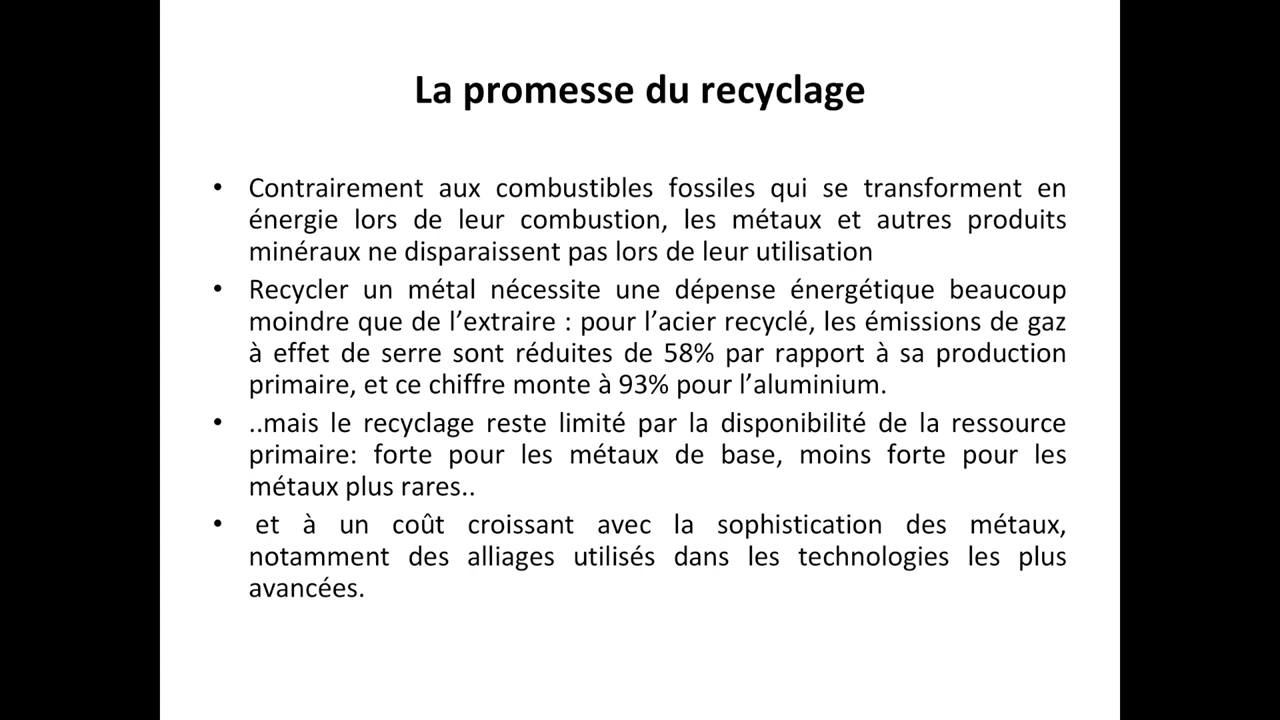 La promesse du recyclage
• Contrairement aux combustibles fossiles qui se transforment en
énergie lors de leur combustion, les métaux et autres produits
minéraux ne disparaissent pas lors de leur utilisation
• Recycler un métal nécessite une dépense énergétique beaucoup
moindre que de l’extraire : pour l’acier recyclé, les émissions de gaz
à effet de serre sont réduites de 58% par rapport à sa production
primaire, et ce chiffre monte à 93% pour l’aluminium.
• ..mais le recyclage reste limité par la disponibilité de la ressource
primaire: forte pour les métaux de base, moins forte pour les
métaux plus rares..
• et à un coût croissant avec la sophistication des métaux,
notamment des alliages utilisés dans les technologies les plus
avancées.